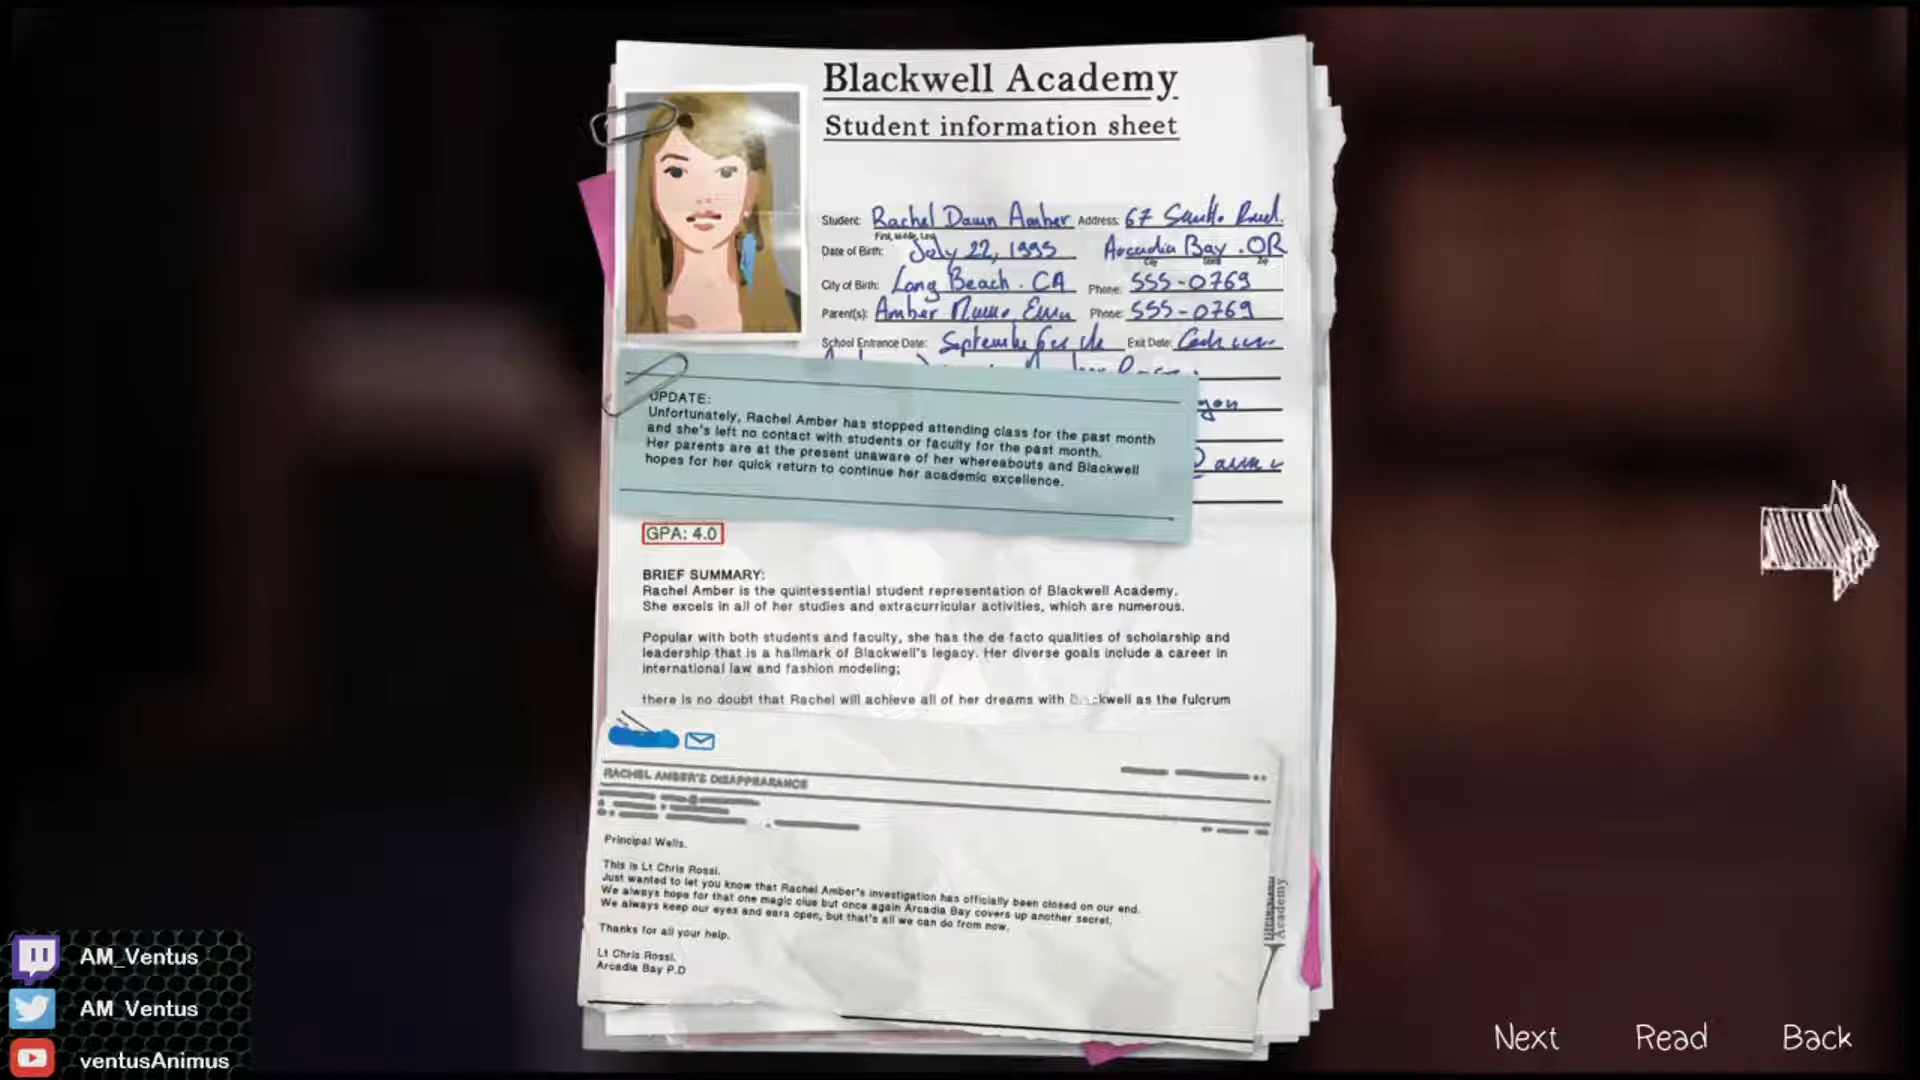 Blackwell Academy
Student information sheet
Student: Rachel Dawn Amber Address: 67
First, Middle, Last
Date of Birth: July 22, 1995 Arcadia Bay . OR
City State Zip
City of Birth: Long Beach . CA Phone: 555-0769
Parent(s): Amber Phone: 555-0769
School Entrance Date: Exit Date:
UPDATE:
Unfortunately, Rachel Amber has stopped attending class for the past month
and she's left no contact with students or faculty for the past month.
Her parents are at the present unaware of her whereabouts and Blackwell
hopes for her quick return to continue her academic excellence.
GPA: 4.0
BRIEF SUMMARY:
Rachel Amber is the quintessential student representation of Blackwell Academy.
She excels in all of her studies and extracurricular activities, which are numerous.
Popular with both students and faculty, she has the de facto qualities of scholarship and
leadership that is a hallmark of Blackwell's legacy. Her diverse goals include a career in
international law and fashion modeling;
there is no doubt that Rachel will achieve all of her dreams with Blackwell as the fulcrum
RACHEL AMBER'S DISAPPEARANCE
Principal Wells.
This is Lt Chris Rossi.
Just wanted to let you know that Rachel Amber's investigation has officially been closed on our end.
We always hope for that one magic clue but once again Arcadia Bay covers up another secret.
We always keep our eyes and ears open, but that's all we can do from now.
Thanks for all your help.
Lt Chris Rossi.
Arcadia Bay P.D
Academy
AM_Ventus
AM_Ventus
ventusAnimus
Next Read Back